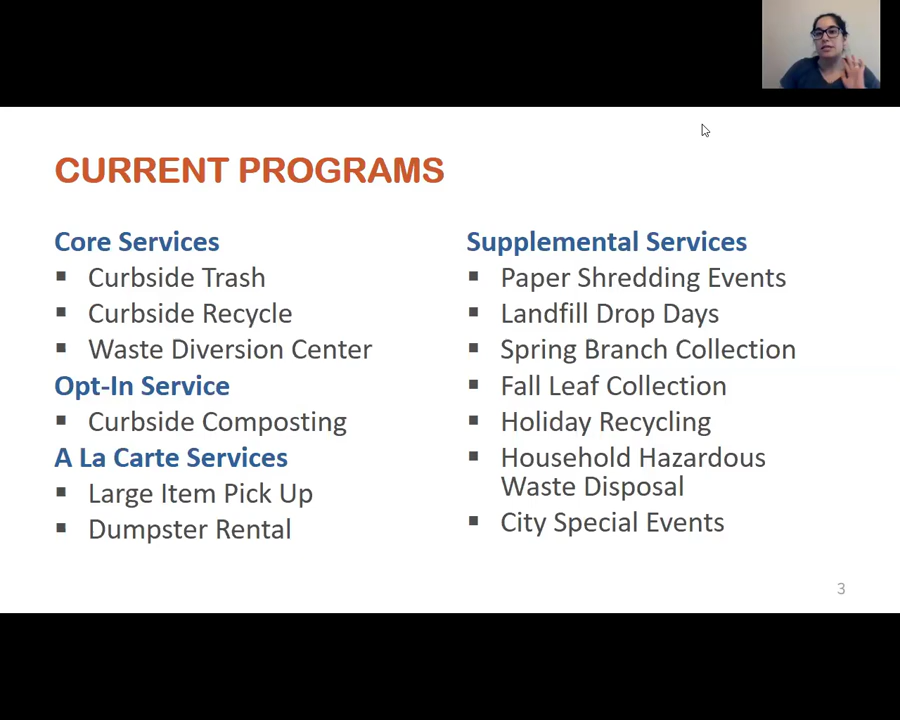 CURRENT PROGRAMS
Core Services
▪ Curbside Trash
▪ Curbside Recycle
▪ Waste Diversion Center
Opt-In Service
▪ Curbside Composting
A La Carte Services
▪ Large Item Pick Up
▪ Dumpster Rental
Supplemental Services
▪ Paper Shredding Events
▪ Landfill Drop Days
▪ Spring Branch Collection
▪ Fall Leaf Collection
▪ Holiday Recycling
▪ Household Hazardous
Waste Disposal
▪ City Special Events
3